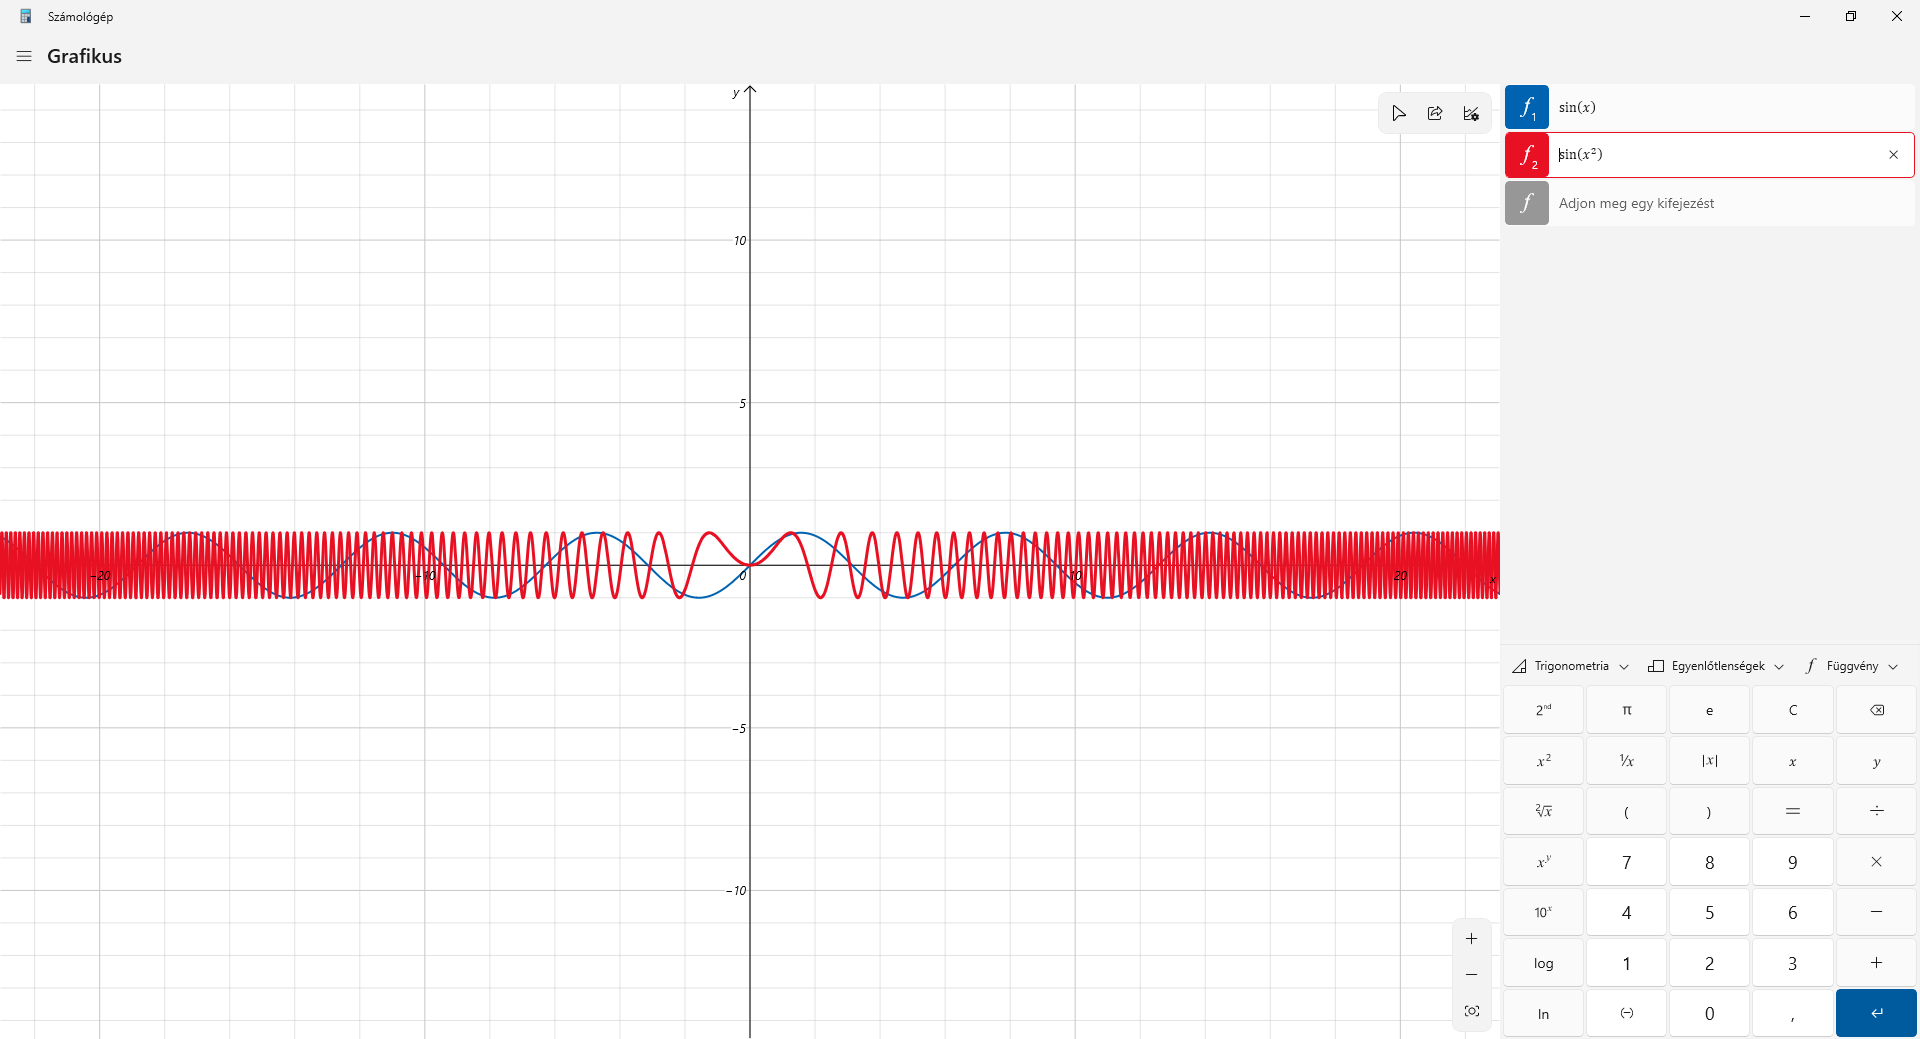 Számológép
Grafikus
y
10
5
−20
−10
0
10
20
x
−5
−10
f1 sin(x)
f2 sin(x²)
f Adjon meg egy kifejezést
Trigonometria Egyenlőtlenségek f Függvény
2nd π e C
x² ¹/x |x| x y
²√x ( ) = ÷
xʸ 7 8 9 ×
10ˣ 4 5 6 −
log 1 2 3 +
ln (−) 0 ,